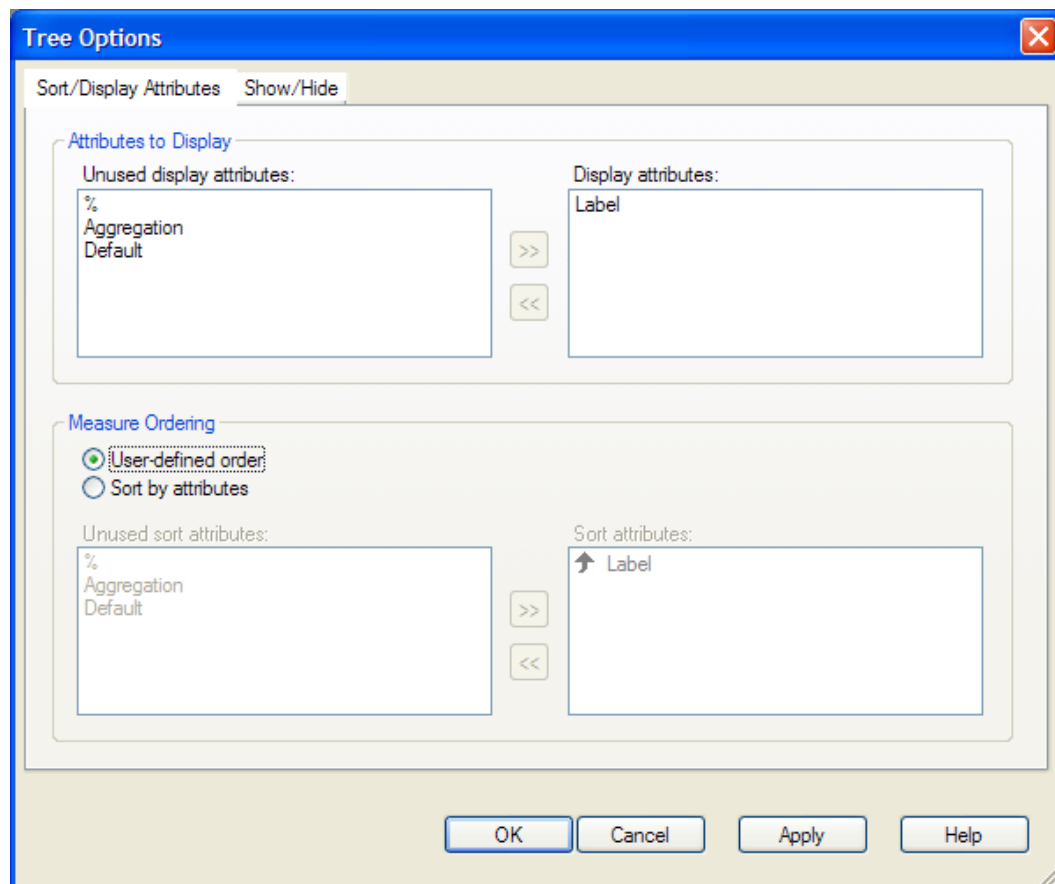 Tree Options
Sort/Display Attributes Show/Hide
Attributes to Display
Unused display attributes: Display attributes:
% Label
Aggregation
Default
>>
<<
Measure Ordering
User-defined order
Sort by attributes
Unused sort attributes: Sort attributes:
% Label
Aggregation
Default
>>
<<
OK Cancel Apply Help